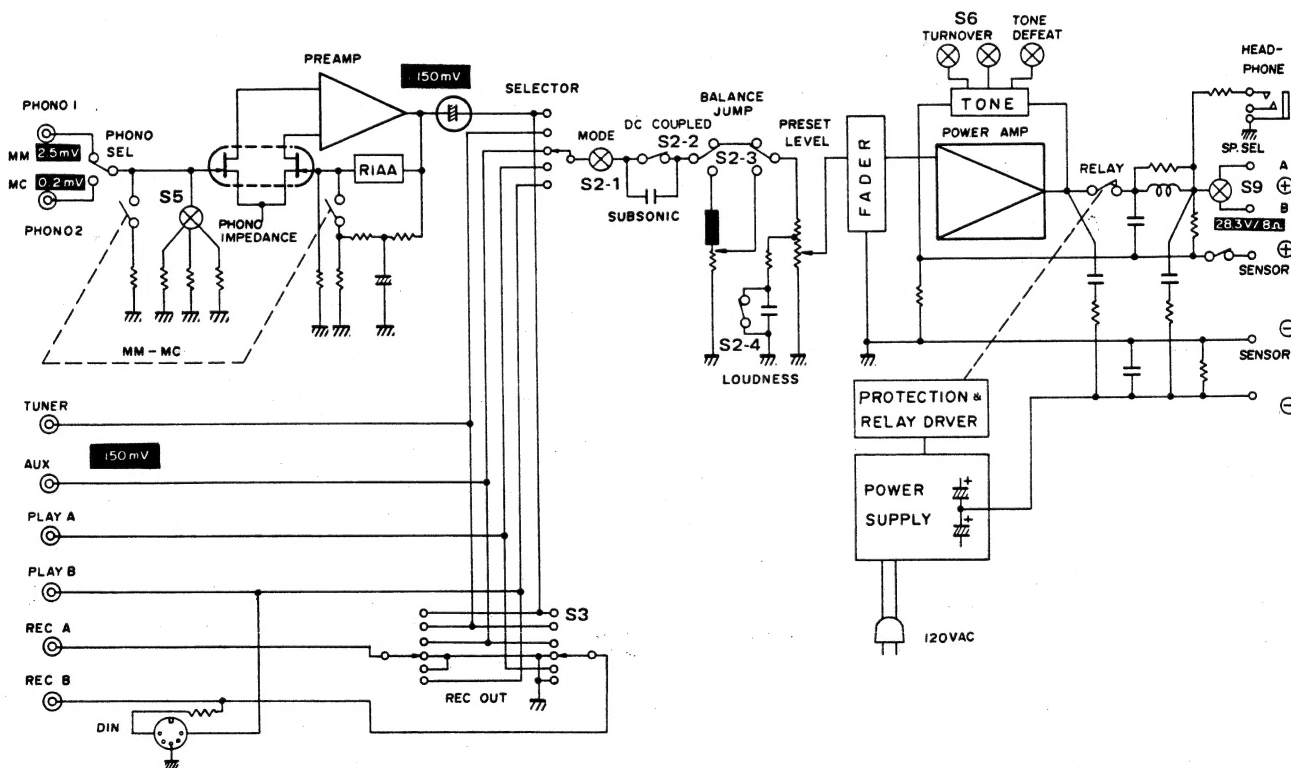 PHONO 1
PHONO SEL
MM 2.5mV
MC 0.2mV
PHONO 2
S5
PHONO IMPEDANCE
MM-MC
PREAMP
150mV
RIAA
SELECTOR
MODE
S2-1
DC COUPLED
S2-2
SUBSONIC
BALANCE JUMP
S2-3
PRESET LEVEL
S2-4
LOUDNESS
FADER
S6
TURNOVER
TONE DEFEAT
TONE
POWER AMP
RELAY
HEAD-PHONE
SP. SEL
A
S9
B
28.3V/8Ω
SENSOR
SENSOR
PROTECTION & RELAY DRVER
POWER SUPPLY
120VAC
TUNER
150mV
AUX
PLAY A
PLAY B
REC A
REC B
DIN
S3
REC OUT